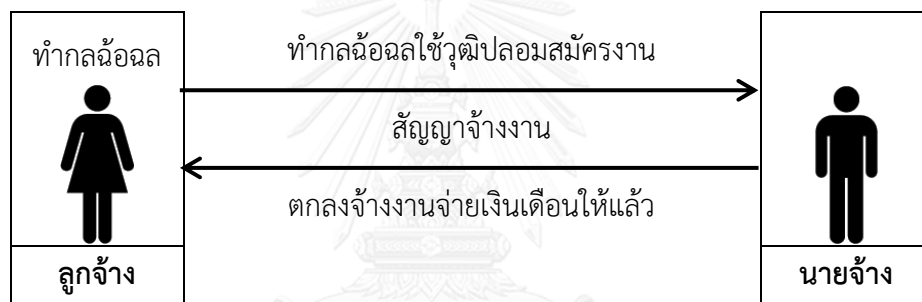 ทำกลฉ้อฉล
ทำกลฉ้อฉลใช้วุฒิปลอมสมัครงาน
สัญญาจ้างงาน
ตกลงจ้างงานจ่ายเงินเดือนให้แล้ว
ลูกจ้าง
นายจ้าง